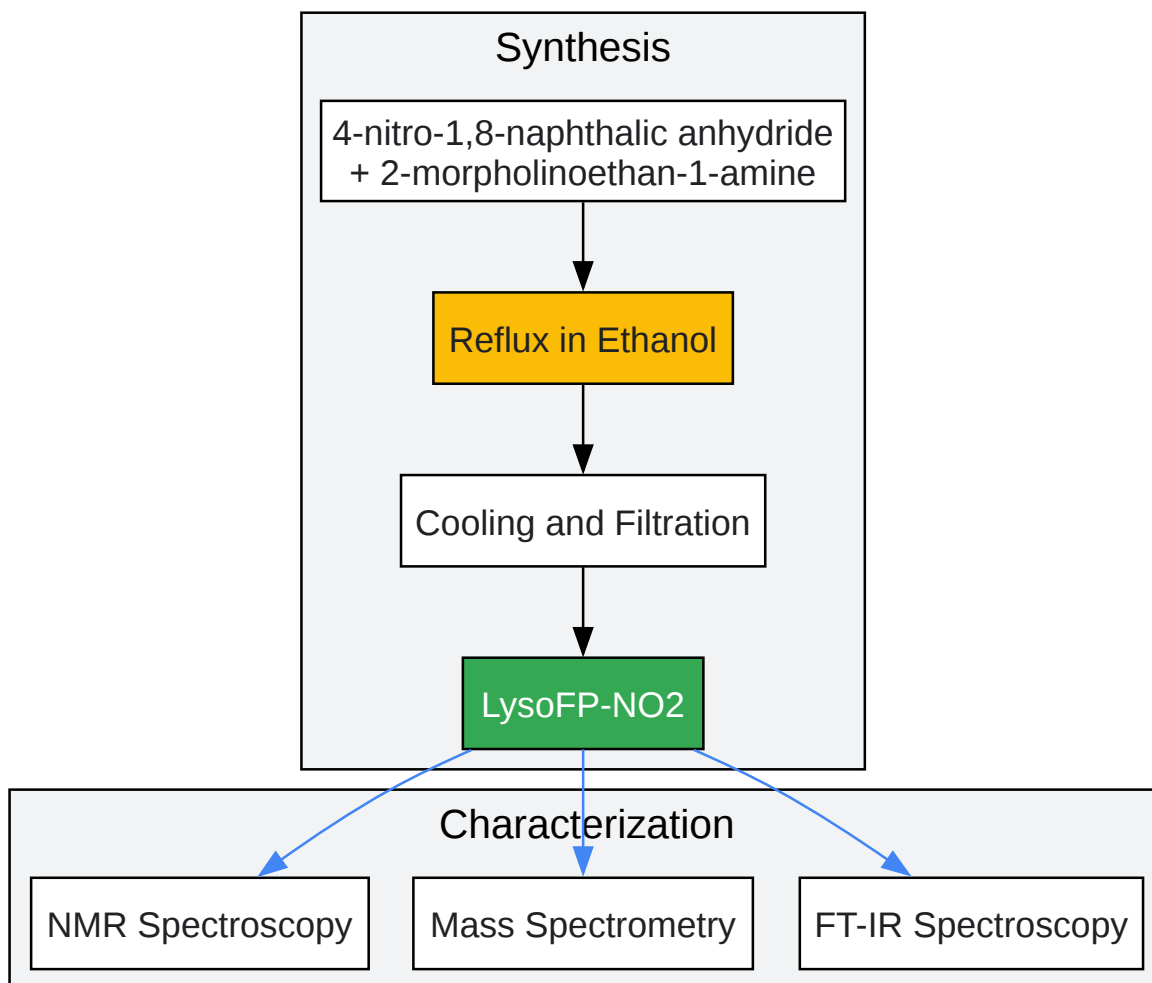 Synthesis
4-nitro-1,8-naphthalic anhydride
+ 2-morpholinoethan-1-amine
Reflux in Ethanol
Cooling and Filtration
LysoFP-NO2
Characterization
NMR Spectroscopy
Mass Spectrometry
FT-IR Spectroscopy